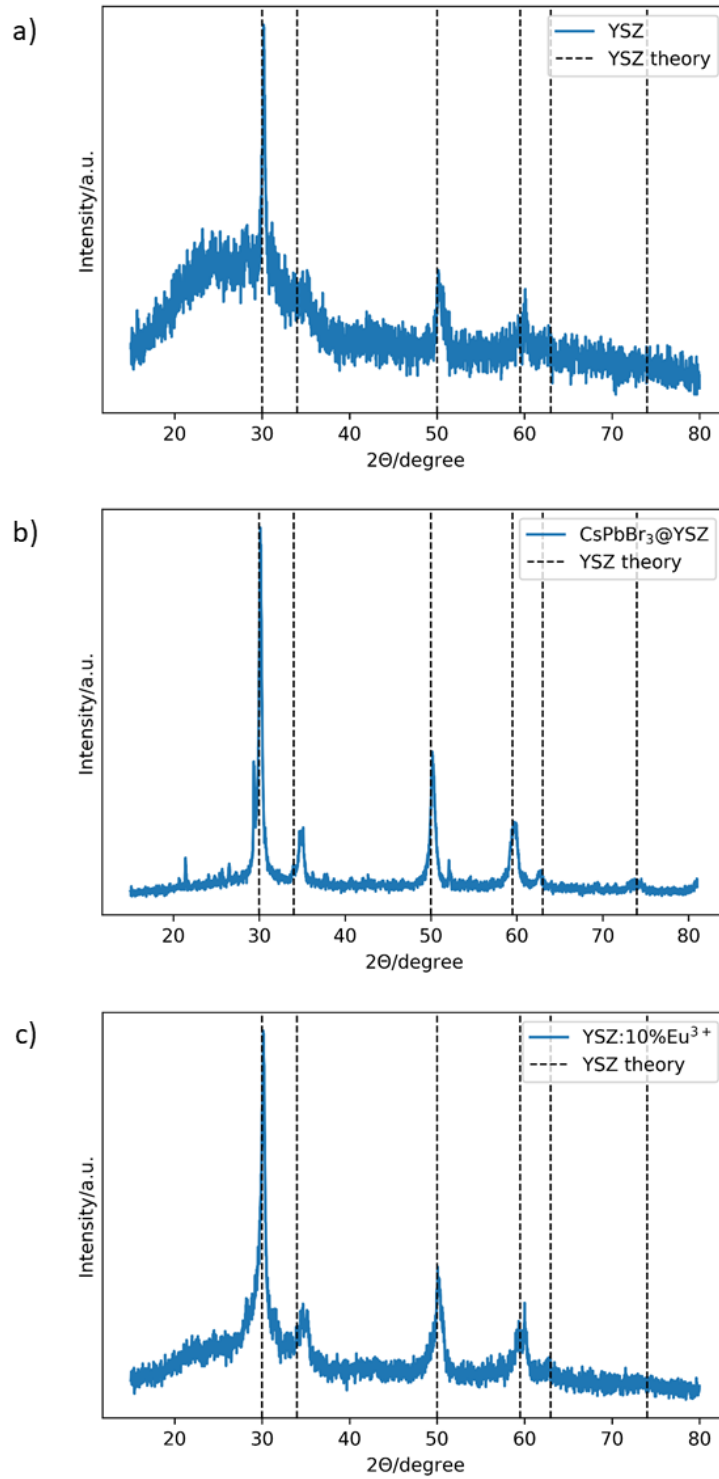 a)
YSZ
YSZ theory
Intensity/a.u.
20 30 40 50 60 70 80
2Θ/degree
b)
CsPbBr₃@YSZ
YSZ theory
Intensity/a.u.
20 30 40 50 60 70 80
2Θ/degree
c)
YSZ:10%Eu³⁺
YSZ theory
Intensity/a.u.
20 30 40 50 60 70 80
2Θ/degree